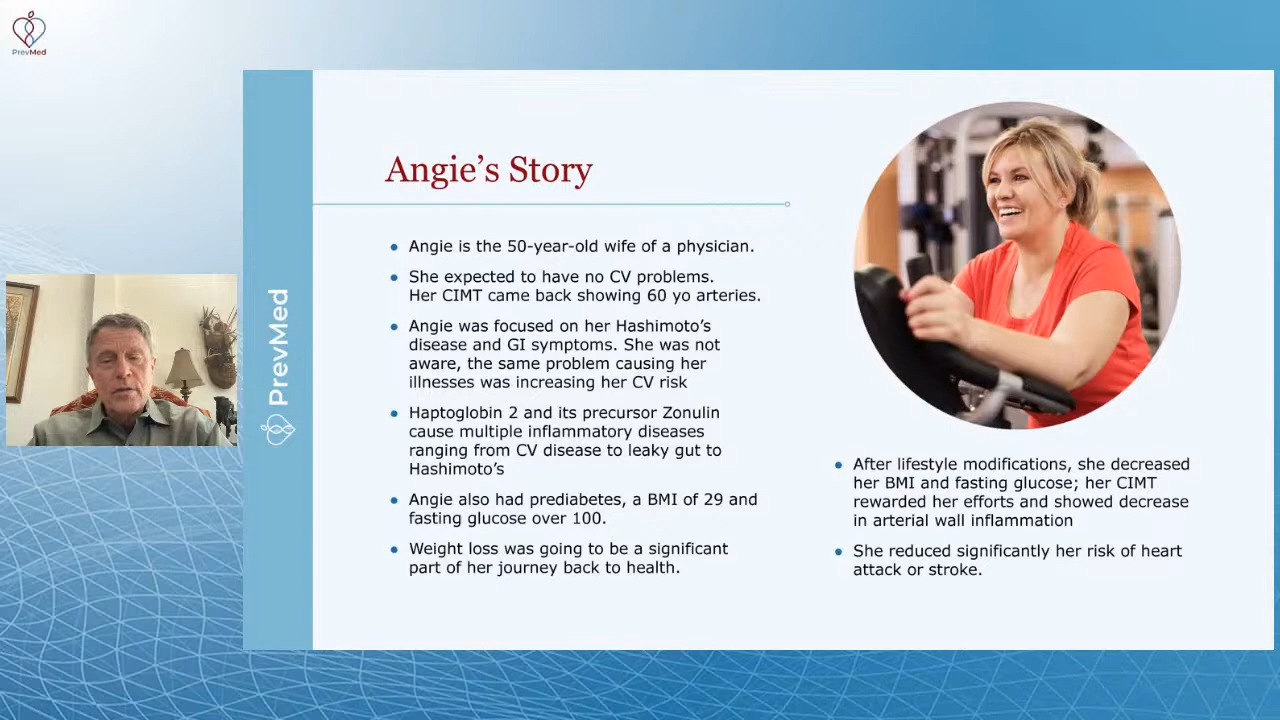 PrevMed
PrevMed
Angie’s Story
Angie is the 50-year-old wife of a physician.
She expected to have no CV problems.
Her CIMT came back showing 60 yo arteries.
Angie was focused on her Hashimoto’s
disease and GI symptoms. She was not
aware, the same problem causing her
illnesses was increasing her CV risk
Haptoglobin 2 and its precursor Zonulin
cause multiple inflammatory diseases
ranging from CV disease to leaky gut to
Hashimoto’s
Angie also had prediabetes, a BMI of 29 and
fasting glucose over 100.
Weight loss was going to be a significant
part of her journey back to health.
After lifestyle modifications, she decreased
her BMI and fasting glucose; her CIMT
rewarded her efforts and showed decrease
in arterial wall inflammation
She reduced significantly her risk of heart
attack or stroke.